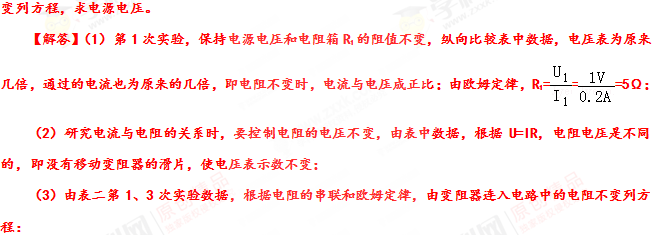 变列方程，求电源电压。
【解答】（1）第1次实验，保持电源电压和电阻箱R₁的阻值不变，纵向比较表中数据，电压表为原来
几倍，通过的电流也为原来的几倍，即电阻不变时，电流与电压成正比；由欧姆定律，R₁=U₁/I₁=1V/0.2A=5Ω；
（2）研究电流与电阻的关系时，要控制电阻的电压不变，由表中数据，根据U=IR，电阻电压是不同
的，即没有移动变阻器的滑片，使电压表示数不变；
（3）由表二第1、3次实验数据，根据电阻的串联和欧姆定律，由变阻器连入电路中的电阻不变列方
程：